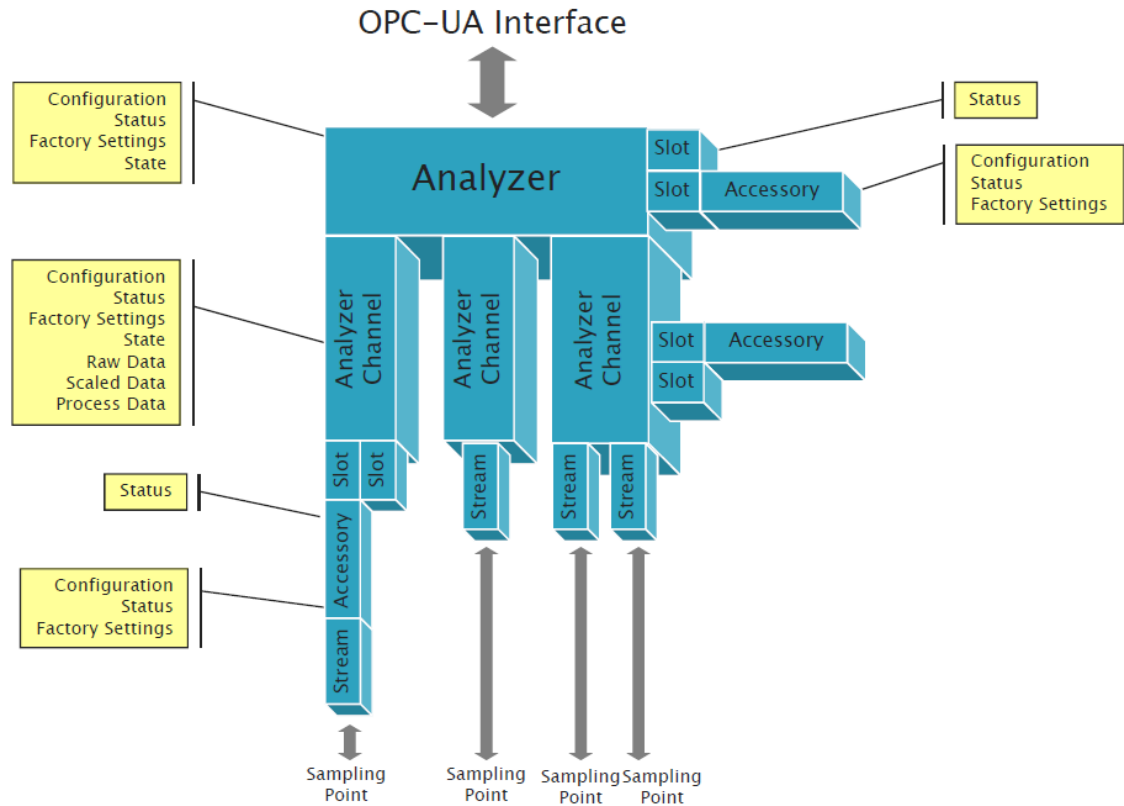 OPC-UA Interface
Configuration
Status
Factory Settings
State
Status
Analyzer
Slot
Slot
Accessory
Configuration
Status
Factory Settings
Configuration
Status
Factory Settings
State
Raw Data
Scaled Data
Process Data
Analyzer
Channel
Analyzer
Channel
Analyzer
Channel
Slot
Accessory
Slot
Slot
Slot
Stream
Stream
Stream
Status
Accessory
Configuration
Status
Factory Settings
Stream
Sampling
Point
Sampling
Point
Sampling
Point
Sampling
Point